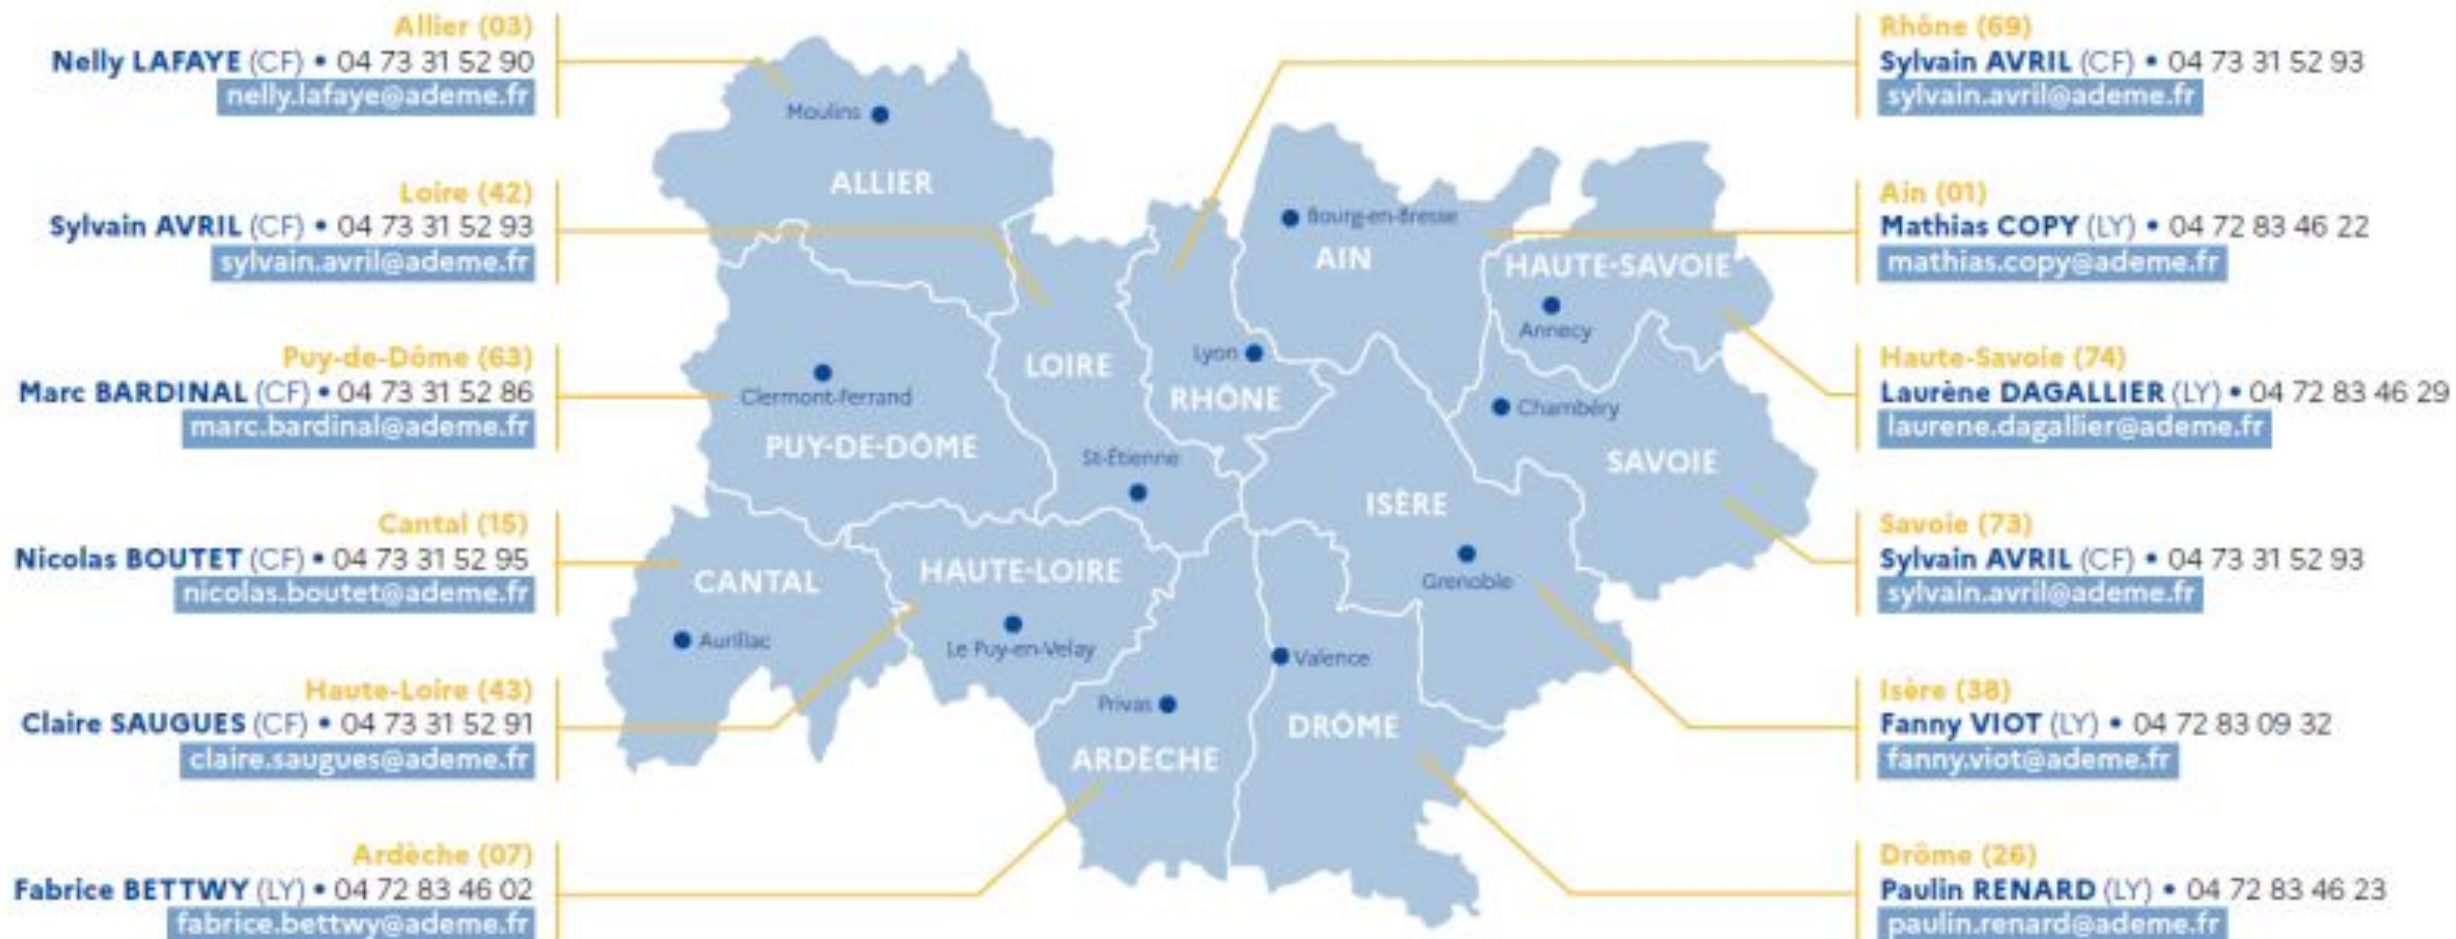 Allier (03)
Nelly LAFAYE (CF) • 04 73 31 52 90
nelly.lafaye@ademe.fr
Loire (42)
Sylvain AVRIL (CF) • 04 73 31 52 93
sylvain.avril@ademe.fr
Puy-de-Dôme (63)
Marc BARDINAL (CF) • 04 73 31 52 86
marc.bardinal@ademe.fr
Cantal (15)
Nicolas BOUTET (CF) • 04 73 31 52 95
nicolas.boutet@ademe.fr
Haute-Loire (43)
Claire SAUGUES (CF) • 04 73 31 52 91
claire.saugues@ademe.fr
Ardèche (07)
Fabrice BETTWY (LY) • 04 72 83 46 02
fabrice.bettwy@ademe.fr
Moulins
ALLIER
Bourg-en-Bresse
AIN
HAUTE-SAVOIE
Annecy
LOIRE
Lyon
RHÔNE
Clermont-Ferrand
PUY-DE-DÔME
Chambéry
SAVOIE
St-Étienne
ISÈRE
Grenoble
HAUTE-LOIRE
Le Puy-en-Velay
CANTAL
Aurillac
Valence
Privas
DRÔME
ARDÈCHE
Rhône (69)
Sylvain AVRIL (CF) • 04 73 31 52 93
sylvain.avril@ademe.fr
Ain (01)
Mathias COPY (LY) • 04 72 83 46 22
mathias.copy@ademe.fr
Haute-Savoie (74)
Laurène DAGALLIER (LY) • 04 72 83 46 29
laurene.dagallier@ademe.fr
Savoie (73)
Sylvain AVRIL (CF) • 04 73 31 52 93
sylvain.avril@ademe.fr
Isère (38)
Fanny VIOT (LY) • 04 72 83 09 32
fanny.viot@ademe.fr
Drôme (26)
Paulin RENARD (LY) • 04 72 83 46 23
paulin.renard@ademe.fr